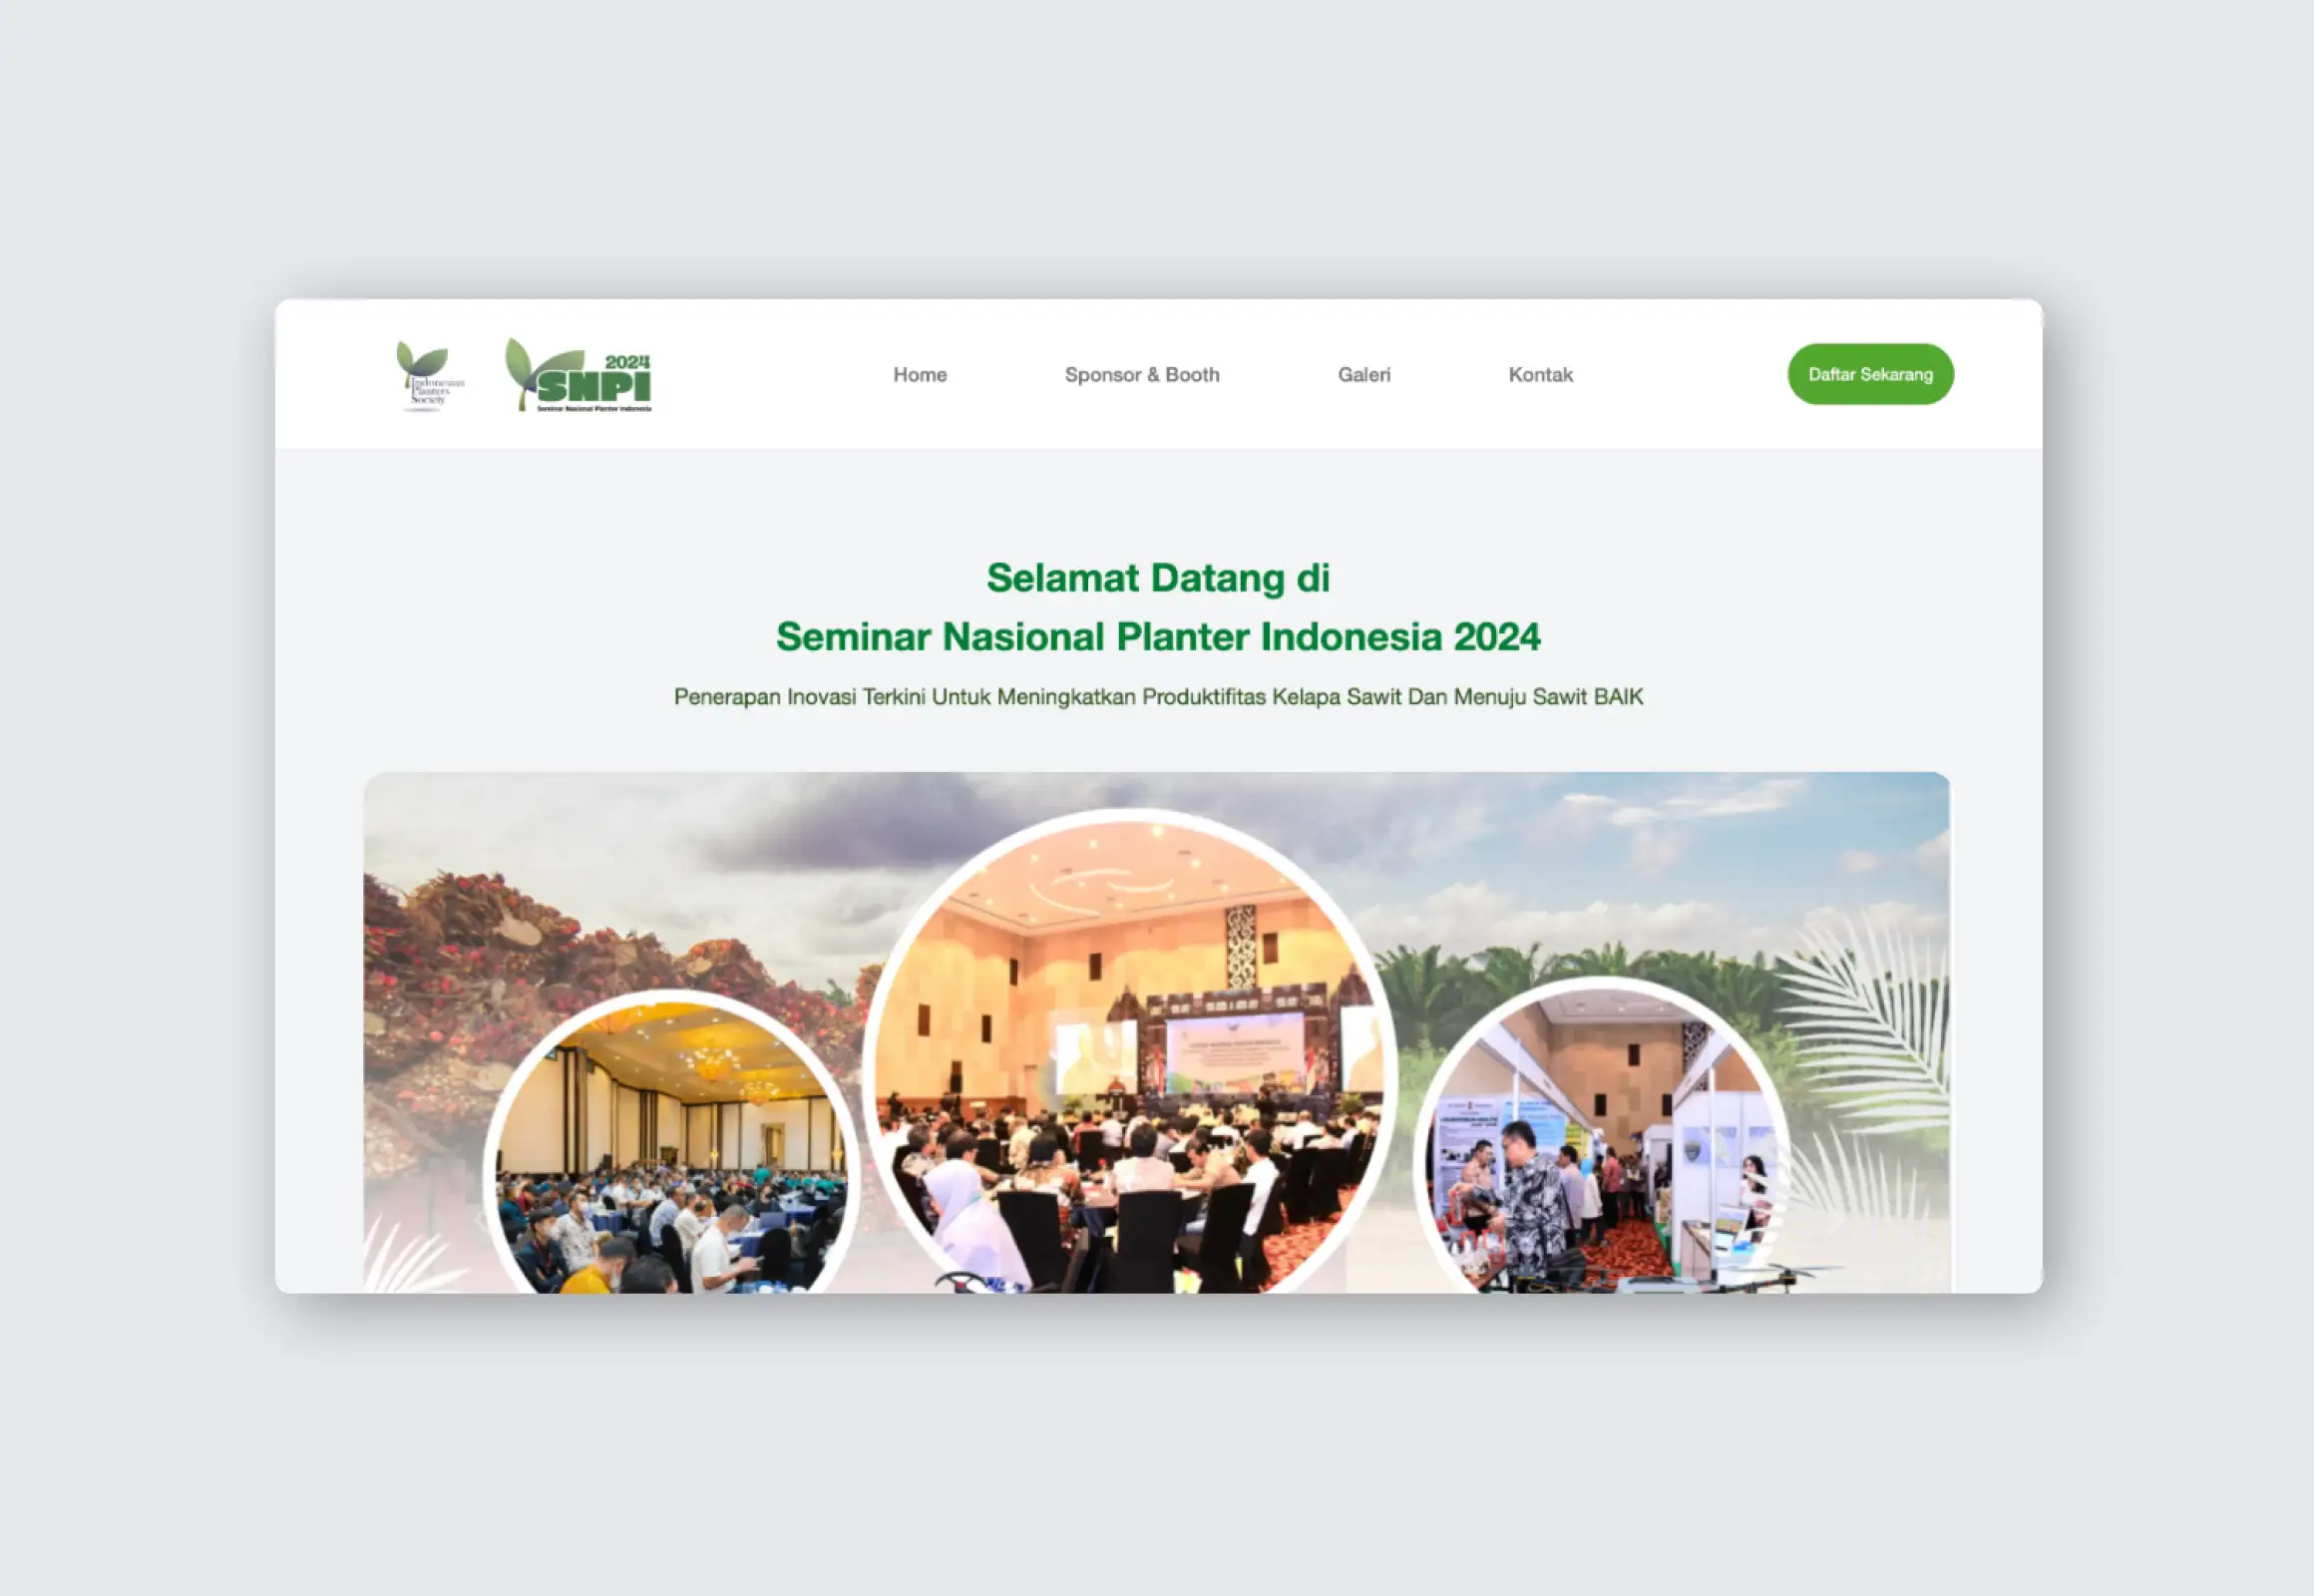 Indonesian
Planters
Society
2024
SNPI
Seminar Nasional Planter Indonesia
Home
Sponsor & Booth
Galeri
Kontak
Daftar Sekarang
Selamat Datang di
Seminar Nasional Planter Indonesia 2024
Penerapan Inovasi Terkini Untuk Meningkatkan Produktifitas Kelapa Sawit Dan Menuju Sawit BAIK